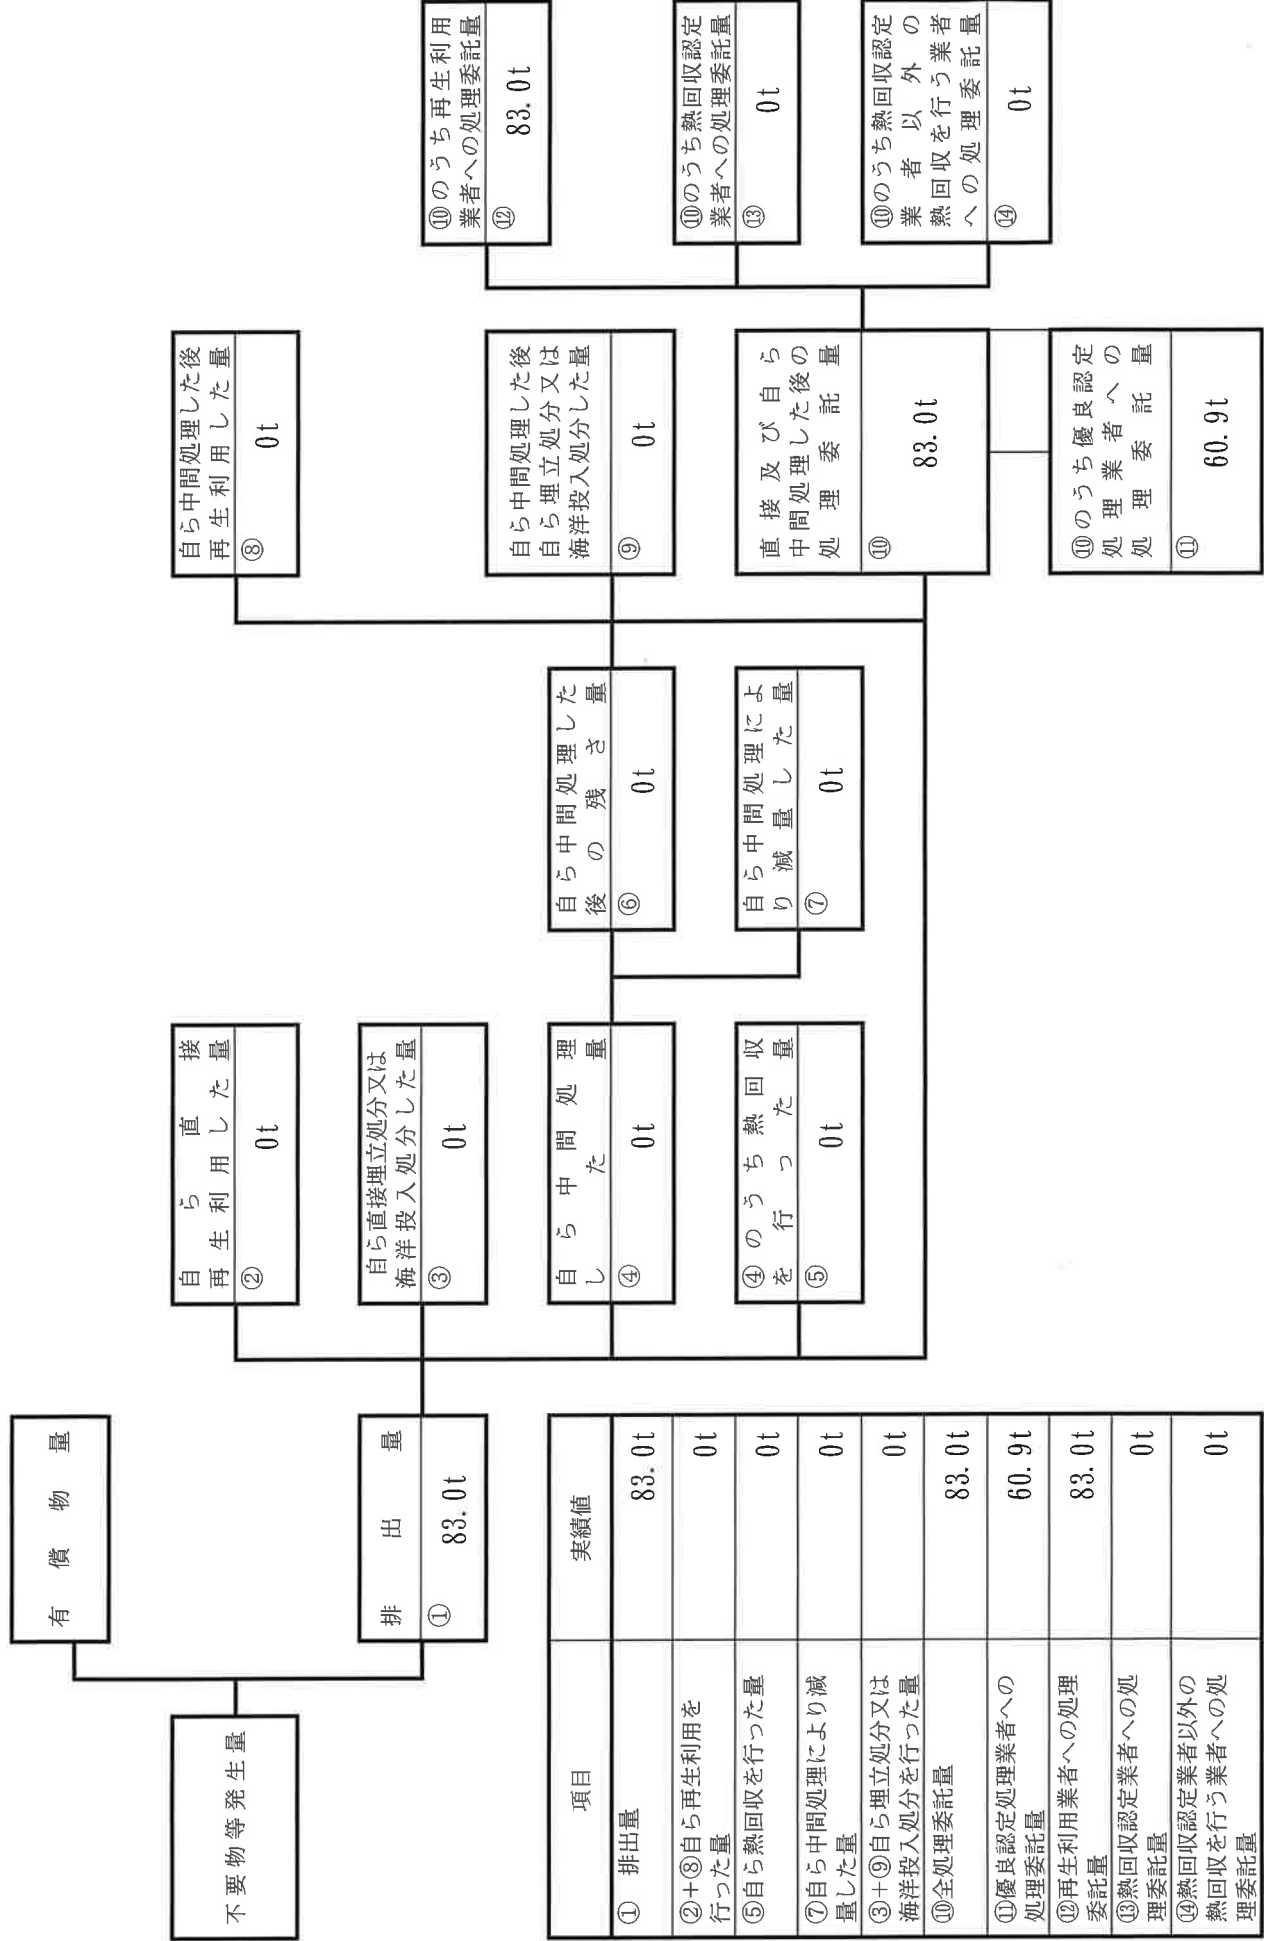 不要物等発生量
有償物量
排出量
①
83.0t
自ら直接
再生利用した量
②
0t
自ら直接埋立処分又は
海洋投入処分した量
③
0t
自ら中間処理
した量
④
0t
④のうち熱回収
を行った量
⑤
0t
自ら中間処理した
後の残さ量
⑥
0t
自ら中間処理によ
り減量した量
⑦
0t
自ら中間処理した後
再生利用した量
⑧
0t
自ら中間処理した後
自ら埋立処分又は
海洋投入処分した量
⑨
0t
直接及び自ら
中間処理した後の
処理委託量
⑩
83.0t
⑩のうち優良認定
処理業者への
処理委託量
⑪
60.9t
⑩のうち再生利用
業者への処理委託量
⑫
83.0t
⑩のうち熱回収認定
業者への処理委託量
⑬
0t
⑩のうち熱回収認定
業者以外の
熱回収を行う業者
への処理委託量
⑭
0t
項目 実績値
① 排出量 83.0t
②+⑧自ら再生利用を
行った量 0t
⑤自ら熱回収を行った量 0t
⑦自ら中間処理により減
量した量 0t
③+⑨自ら埋立処分又は
海洋投入処分を行った量 0t
⑩全処理委託量 83.0t
⑪優良認定処理業者への
処理委託量 60.9t
⑫再生利用業者への処理
委託量 83.0t
⑬熱回収認定業者への処
理委託量 0t
⑭熱回収認定業者以外の
熱回収を行う業者への処
理委託量 0t